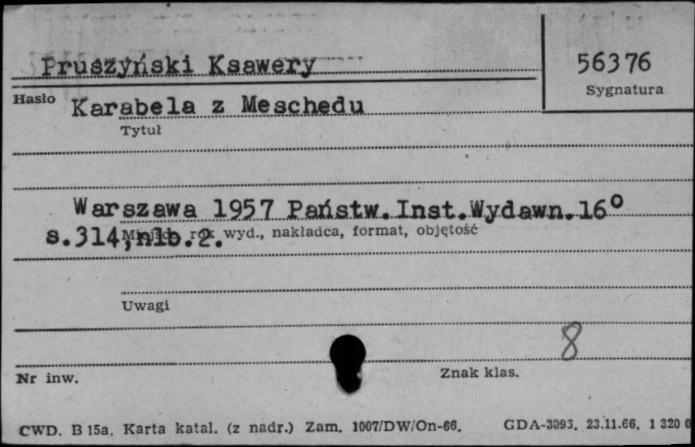 Pruszyński Ksawery
56376
Sygnatura
Hasło
Karabela z Meschedu
Tytuł
Warszawa 1957 Państw.Inst.Wydawn.16°
s.314,nlb.2.
Miejsce, rok wyd., nakładca, format, objętość
Uwagi
8
Nr inw.
Znak klas.
CWD. B 15a. Karta katal. (z nadr.) Zam. 1007/DW/On-66.
GDA-3093. 23.11.66. 1 320 0